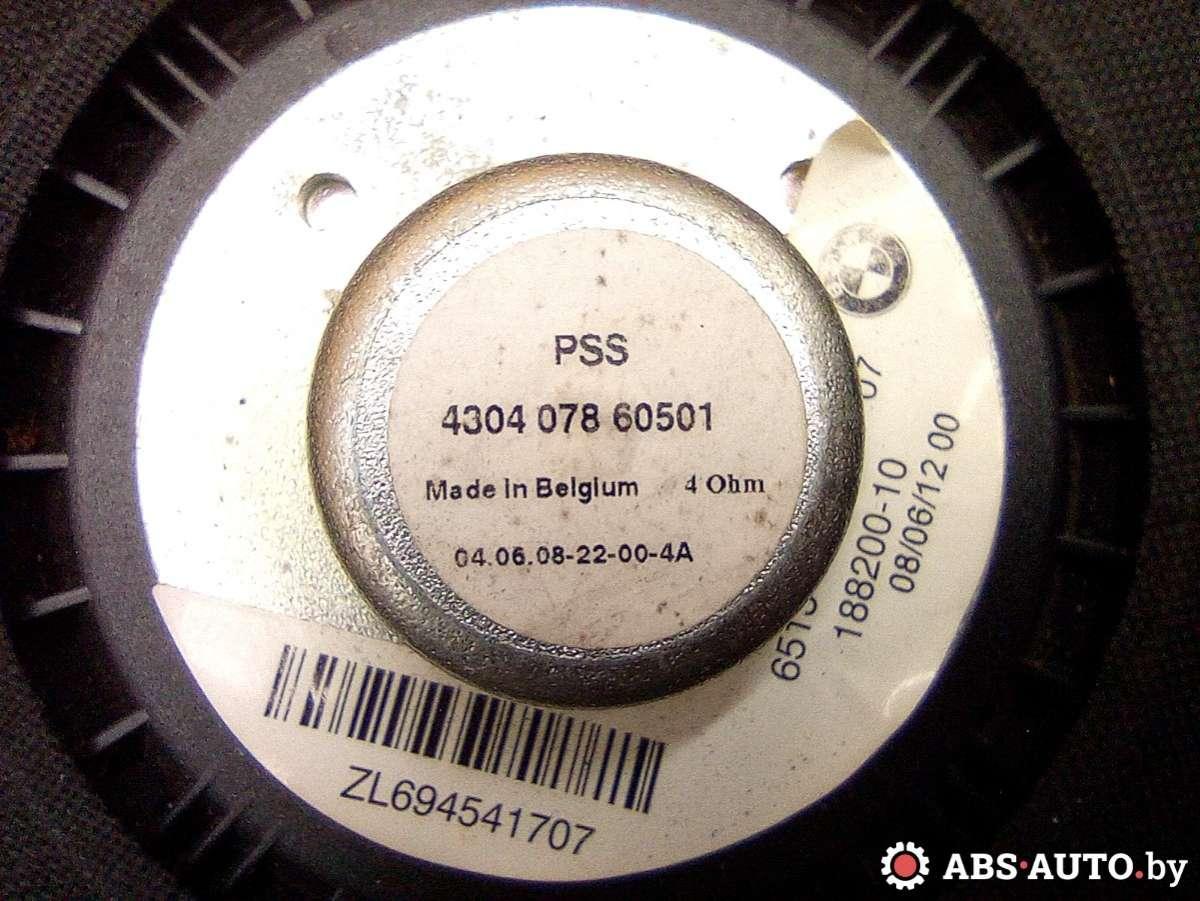 PSS
4304 078 60501
Made in Belgium 4 Ohm
04.06.08-22-00-4A
07
188200-10
08/06/12 00
ZL694541707
ABS·AUTO.by